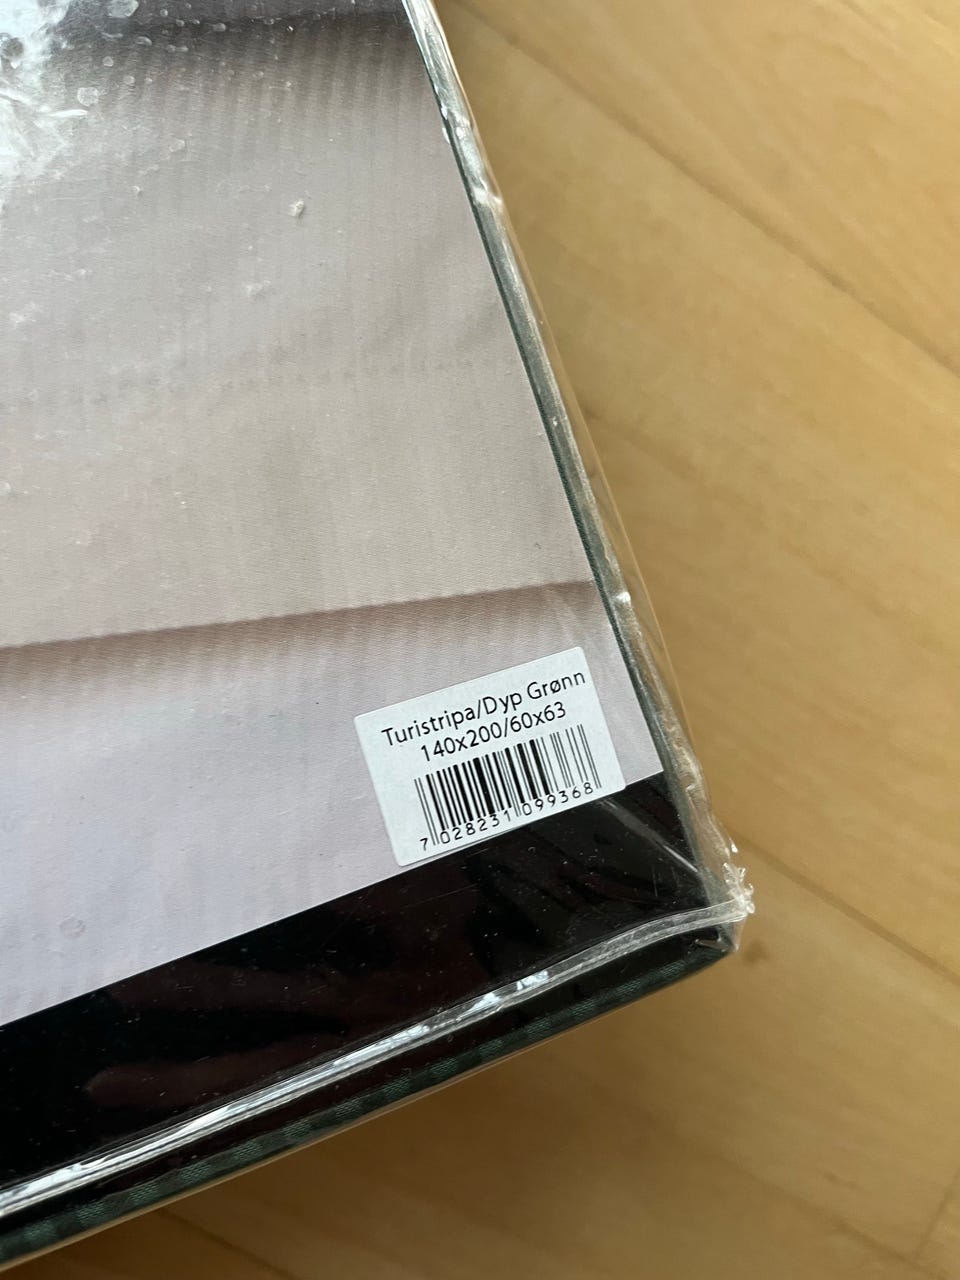 Turistripa/Dyp Grønn
140x200/60x63
7 028231 099368